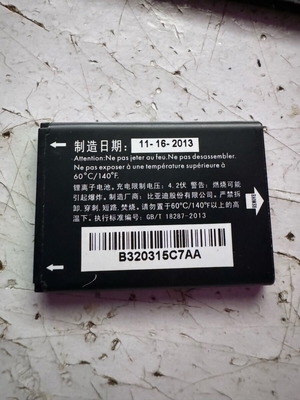 制造日期: 11-16-2013
Attention:Ne pas jeter au feu.Ne pas desassembler.
Ne pas exposer à une température supérieure à
60°C/140°F.
锂离子电池。充电限制电压: 4.2伏 警告: 燃烧可能
引起爆炸。制造商: 比亚迪股份有限公司。禁止
拆卸. 穿刺. 短路. 焚烧. 请勿置于60°C/140°F以上的高
温下。执行标准编号:GB/T 18287-2013
B320315C7AA